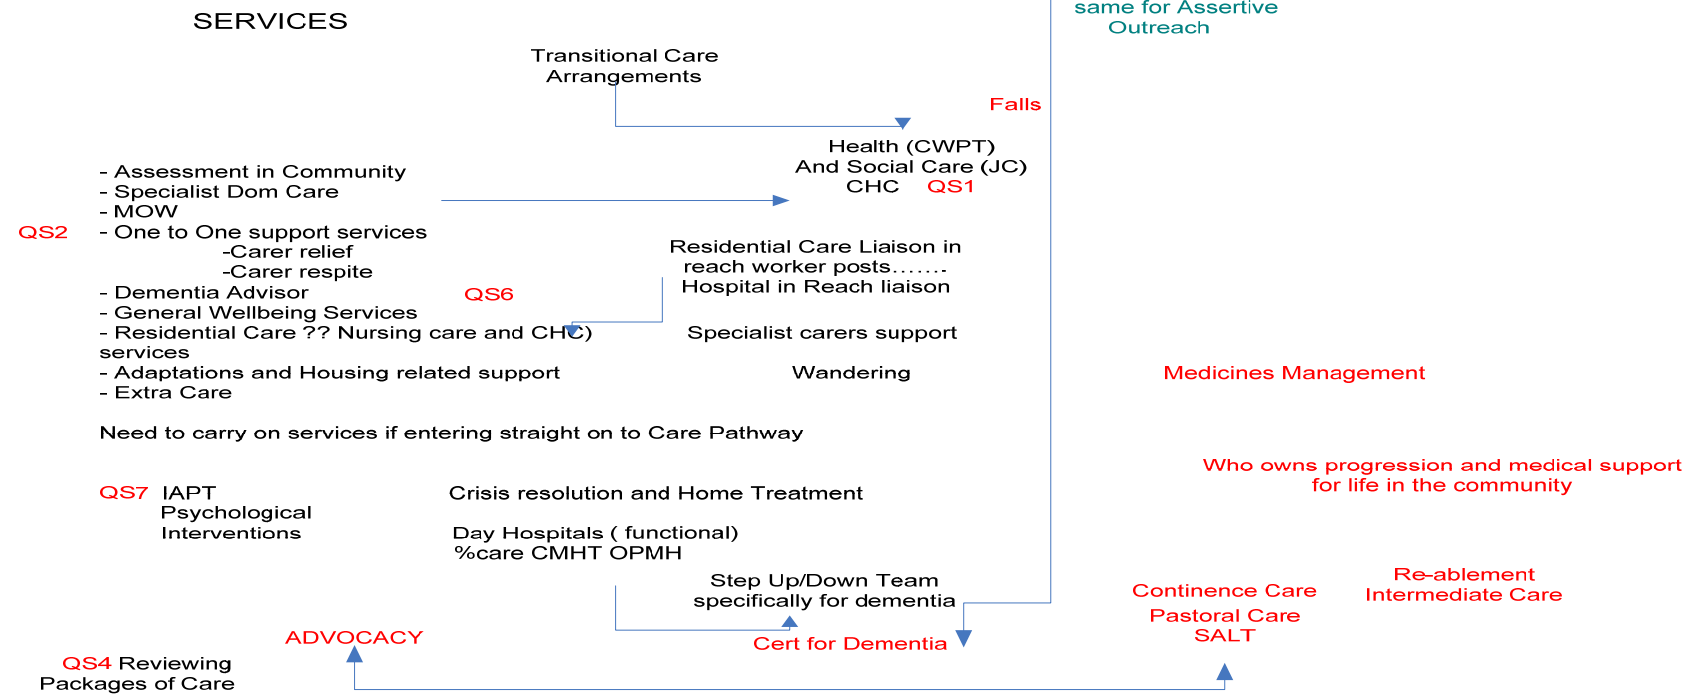 same for Assertive
Outreach
SERVICES
Transitional Care
Arrangements
Falls
Health (CWPT)
And Social Care (JC)
CHC QS1
- Assessment in Community
- Specialist Dom Care
- MOW
QS2 - One to One support services
-Carer relief
-Carer respite
- Dementia Advisor
QS6
- General Wellbeing Services
- Residential Care ?? Nursing care and CHC)
services
- Adaptations and Housing related support
- Extra Care
Residential Care Liaison in
reach worker posts.......
Hospital in Reach liaison
Specialist carers support
Wandering
Medicines Management
Need to carry on services if entering straight on to Care Pathway
Who owns progression and medical support
for life in the community
QS7 IAPT
Psychological
Interventions
Crisis resolution and Home Treatment
Day Hospitals ( functional)
%care CMHT OPMH
Step Up/Down Team
specifically for dementia
Cert for Dementia
Continence Care
Pastoral Care
SALT
Re-ablement
Intermediate Care
ADVOCACY
QS4 Reviewing
Packages of Care